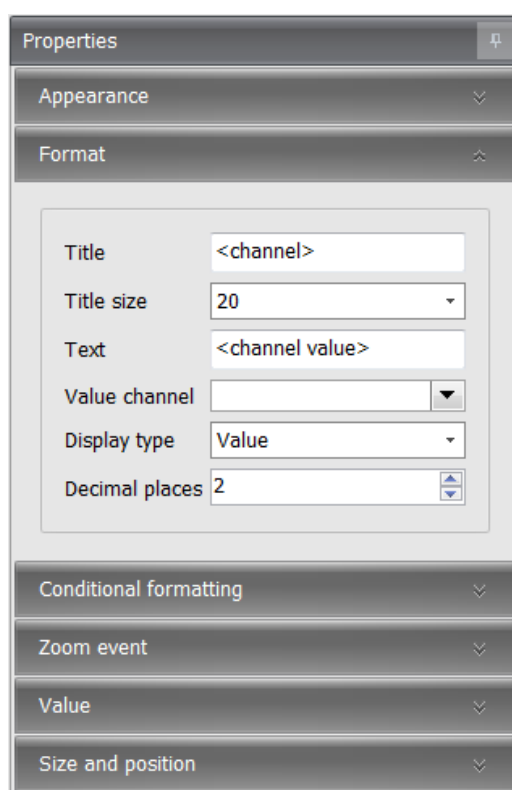 Properties
Appearance
Format
Title <channel>
Title size 20
Text <channel value>
Value channel
Display type Value
Decimal places 2
Conditional formatting
Zoom event
Value
Size and position